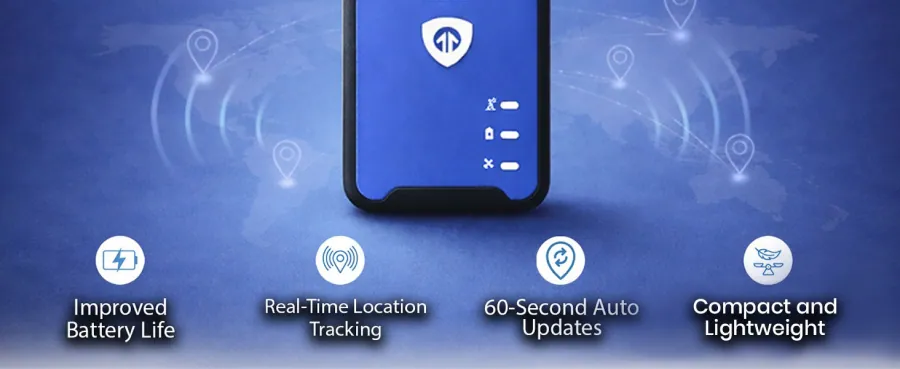 Improved
Battery Life
Real-Time Location
Tracking
60-Second Auto
Updates
Compact and
Lightweight